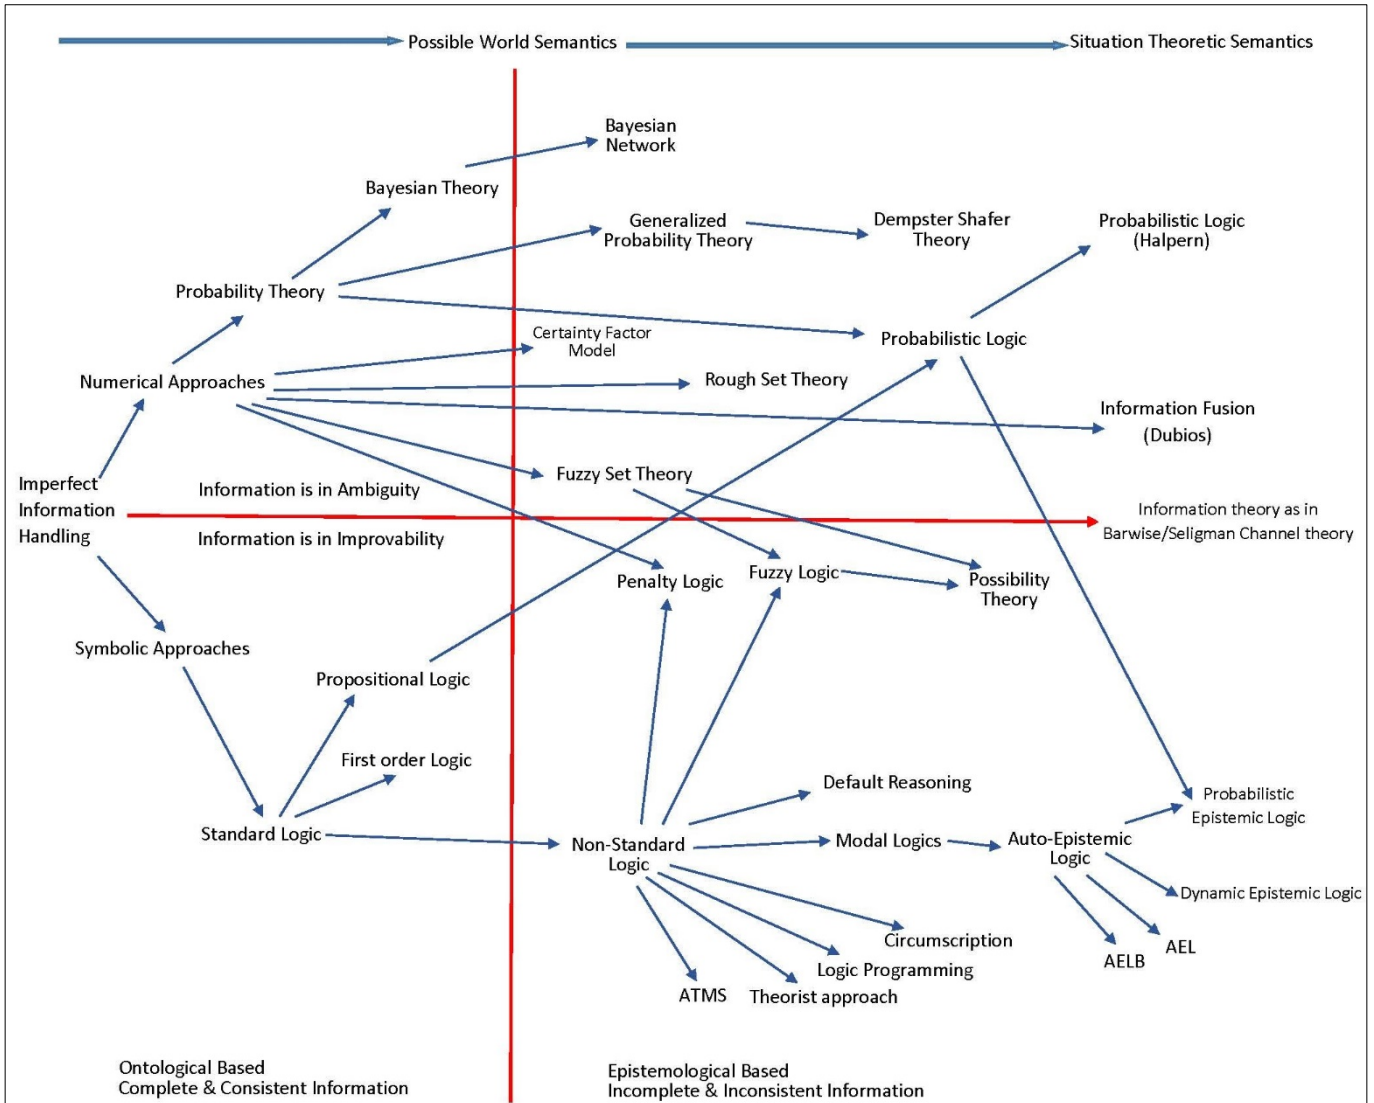 Possible World Semantics
Situation Theoretic Semantics
Bayesian
Network
Bayesian Theory
Generalized
Probability Theory
Dempster Shafer
Theory
Probabilistic Logic
(Halpern)
Probability Theory
Certainty Factor
Model
Probabilistic Logic
Numerical Approaches
Rough Set Theory
Information Fusion
(Dubios)
Fuzzy Set Theory
Imperfect
Information
Handling
Information is in Ambiguity
Information is in Improvability
Information theory as in
Barwise/Seligman Channel theory
Penalty Logic
Fuzzy Logic
Possibility
Theory
Symbolic Approaches
Propositional Logic
First order Logic
Default Reasoning
Probabilistic
Epistemic Logic
Standard Logic
Non-Standard
Logic
Modal Logics
Auto-Epistemic
Logic
Dynamic Epistemic Logic
Circumscription
AEL
AELB
Logic Programming
ATMS
Theorist approach
Ontological Based
Complete & Consistent Information
Epistemological Based
Incomplete & Inconsistent Information